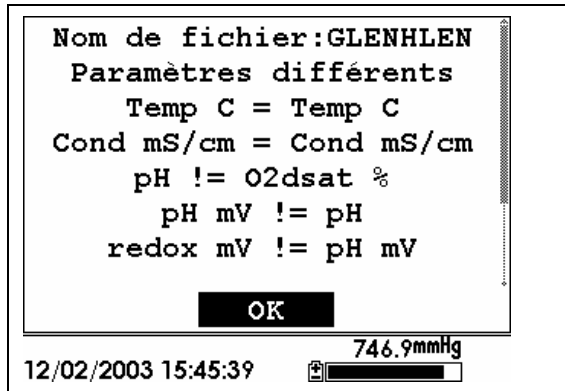 Nom de fichier:GLENHLEN
Paramètres différents
Temp C = Temp C
Cond mS/cm = Cond mS/cm
pH != O2dsat %
pH mV != pH
redox mV != pH mV
OK
746.9mmHg
12/02/2003 15:45:39